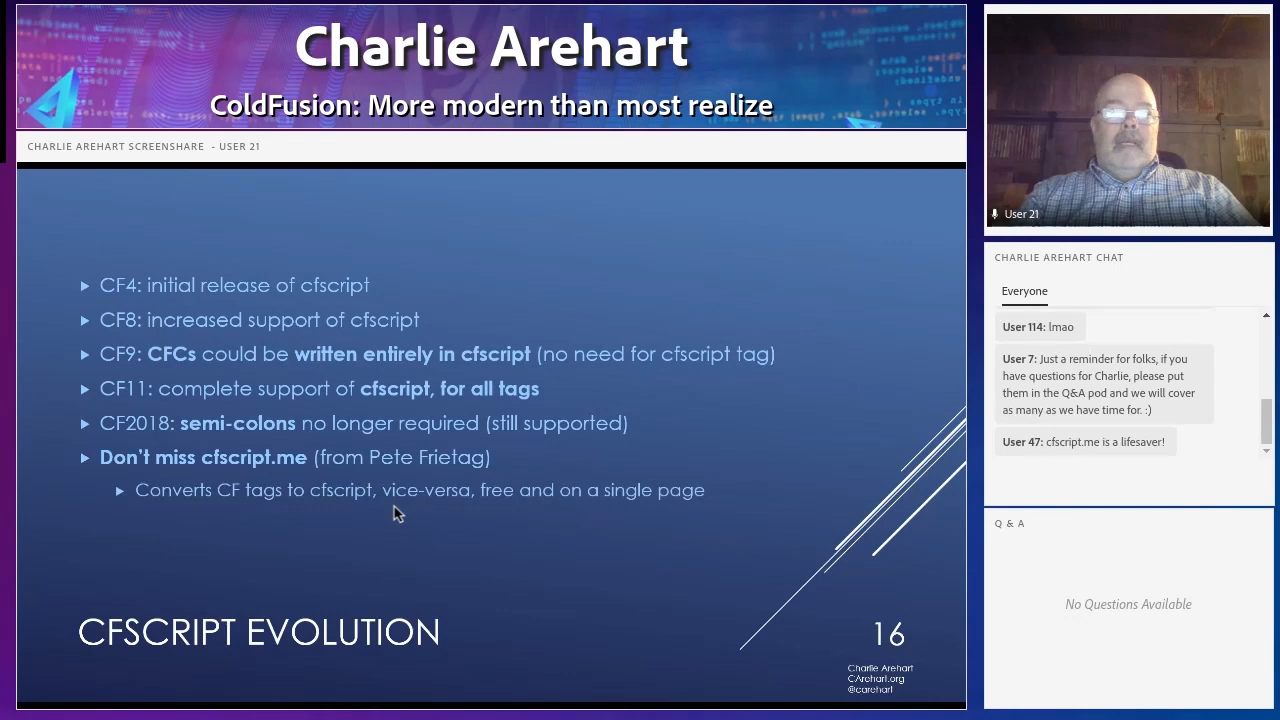 Charlie Arehart
ColdFusion: More modern than most realize
CHARLIE AREHART SCREENSHARE - USER 21
CF4: initial release of cfscript
CF8: increased support of cfscript
CF9: CFCs could be written entirely in cfscript (no need for cfscript tag)
CF11: complete support of cfscript, for all tags
CF2018: semi-colons no longer required (still supported)
Don't miss cfscript.me (from Pete Frietag)
Converts CF tags to cfscript, vice-versa, free and on a single page
CFSCRIPT EVOLUTION
16
Charlie Arehart
CArehart.org
@carehart
User 21
CHARLIE AREHART CHAT
Everyone
User 114: lmao
User 7: Just a reminder for folks, if you
have questions for Charlie, please put
them in the Q&A pod and we will cover
as many as we have time for. :)
User 47: cfscript.me is a lifesaver!
Q & A
No Questions Available